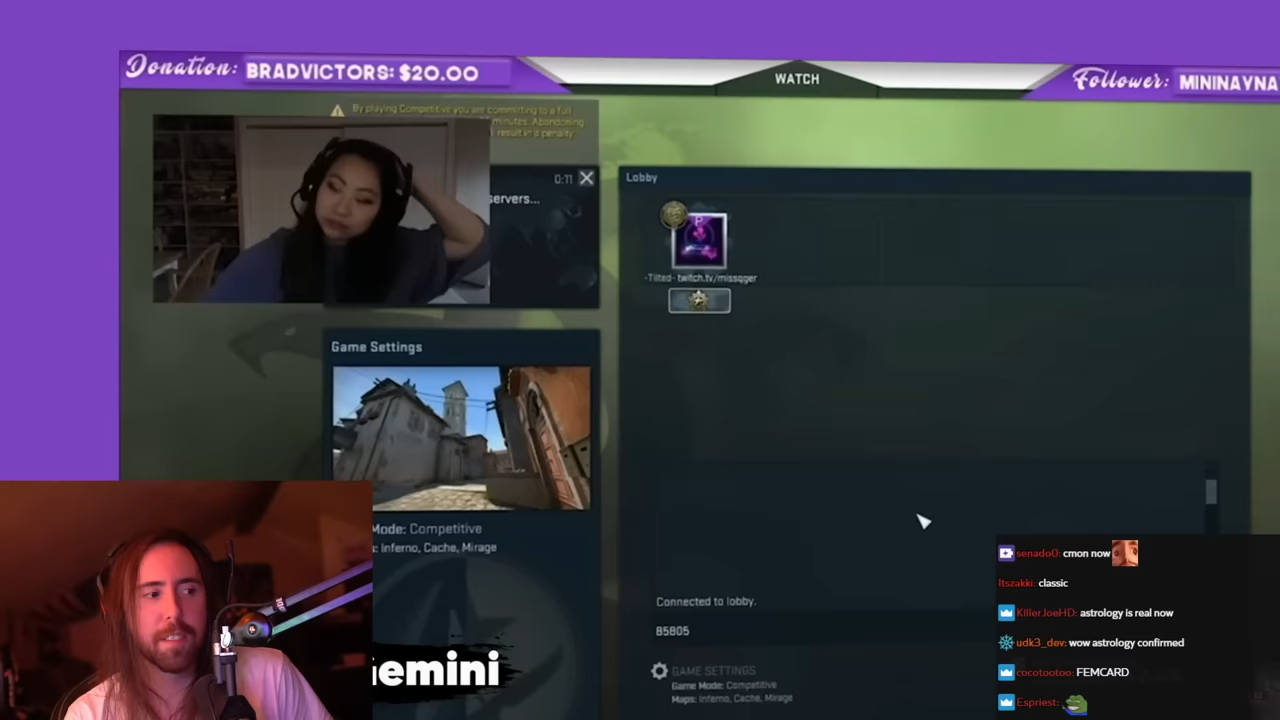 Donation: BRADVICTORS: $20.00
WATCH
Follower: MININAYNA
By playing Competitive you are committing to a full
minutes. Abandoning
result in a penalty
0:11
servers...
Lobby
-Tilted- twitch.tv/missqger
Game Settings
Mode: Competitive
: Inferno, Cache, Mirage
Connected to lobby.
85805
GAME SETTINGS
Game Mode: Competitive
Maps: Inferno, Cache, Mirage
emini
senado0: cmon now
Itszakki: classic
KillerJoeHD: astrology is real now
udk3_dev: wow astrology confirmed
cocotootoo: FEMCARD
Espriest: